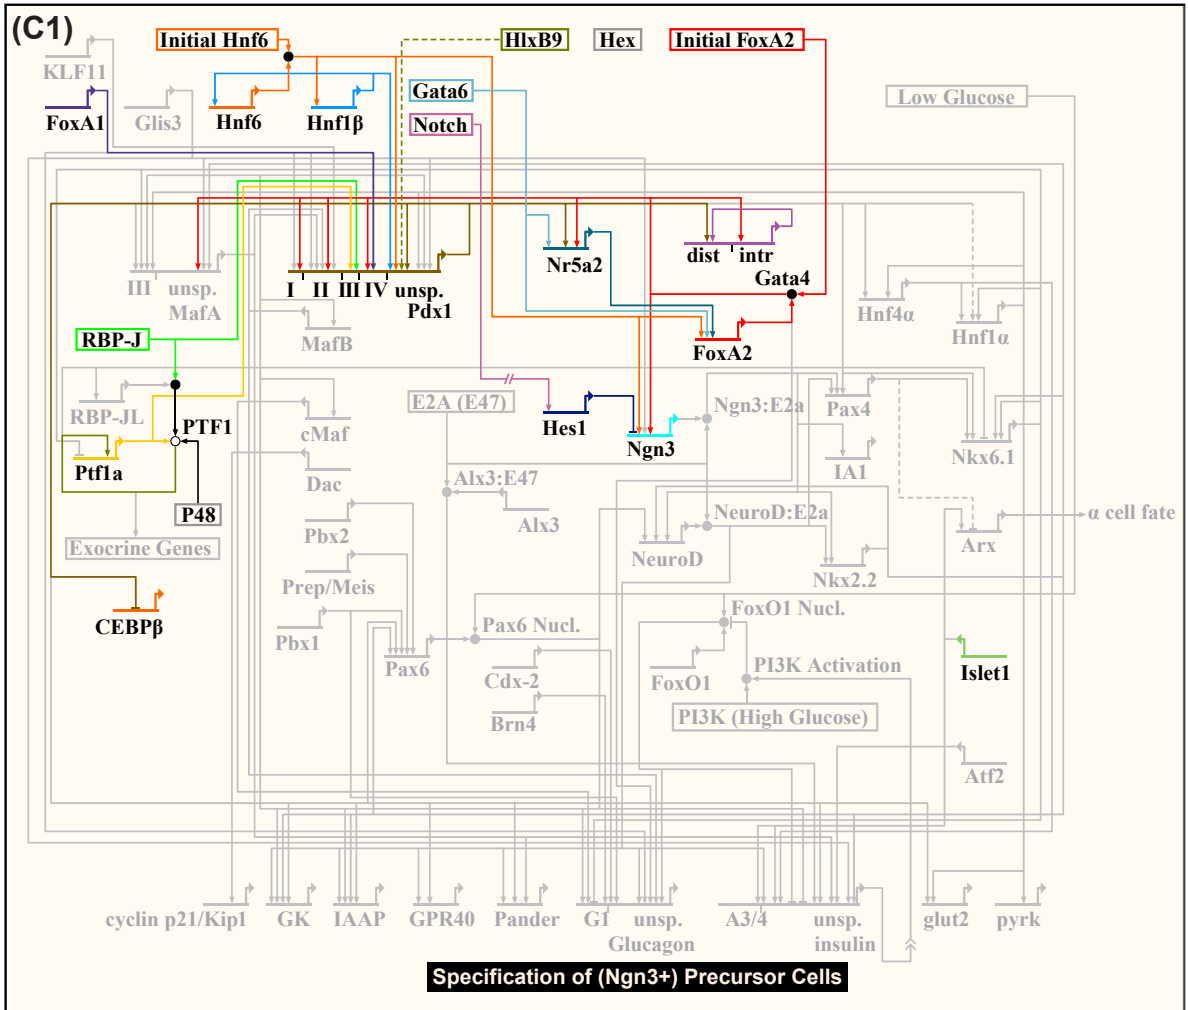 (C1)
Initial Hnf6
HlxB9
Hex
Initial FoxA2
KLF11
Gata6
Low Glucose
FoxA1
Glis3
Hnf6
Hnf1β
Notch
Nr5a2
dist
intr
Gata4
III
unsp.
MafA
I
II
III
IV
unsp.
Pdx1
Hnf4α
Hnf1α
RBP-J
MafB
FoxA2
RBP-JL
PTF1
cMaf
E2A (E47)
Hes1
Ngn3
Ngn3:E2a
Pax4
IA1
Nkx6.1
Ptf1a
Dac
Alx3:E47
P48
Pbx2
Alx3
NeuroD:E2a
α cell fate
Exocrine Genes
NeuroD
Nkx2.2
Arx
Prep/Meis
CEBPβ
Pbx1
Pax6
Pax6 Nucl.
FoxO1 Nucl.
Cdx-2
FoxO1
PI3K Activation
Islet1
Brn4
PI3K (High Glucose)
Atf2
cyclin p21/Kip1
GK
IAAP
GPR40
Pander
G1
unsp.
Glucagon
A3/4
unsp.
insulin
glut2
pyrk
Specification of (Ngn3+) Precursor Cells